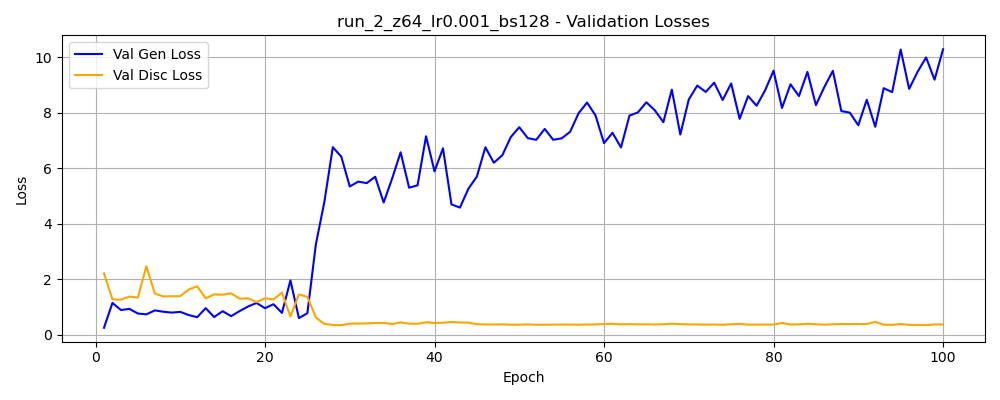 run_2_z64_lr0.001_bs128 - Validation Losses
Val Gen Loss
Val Disc Loss
10
8
6
4
2
0
Loss
0 20 40 60 80 100
Epoch